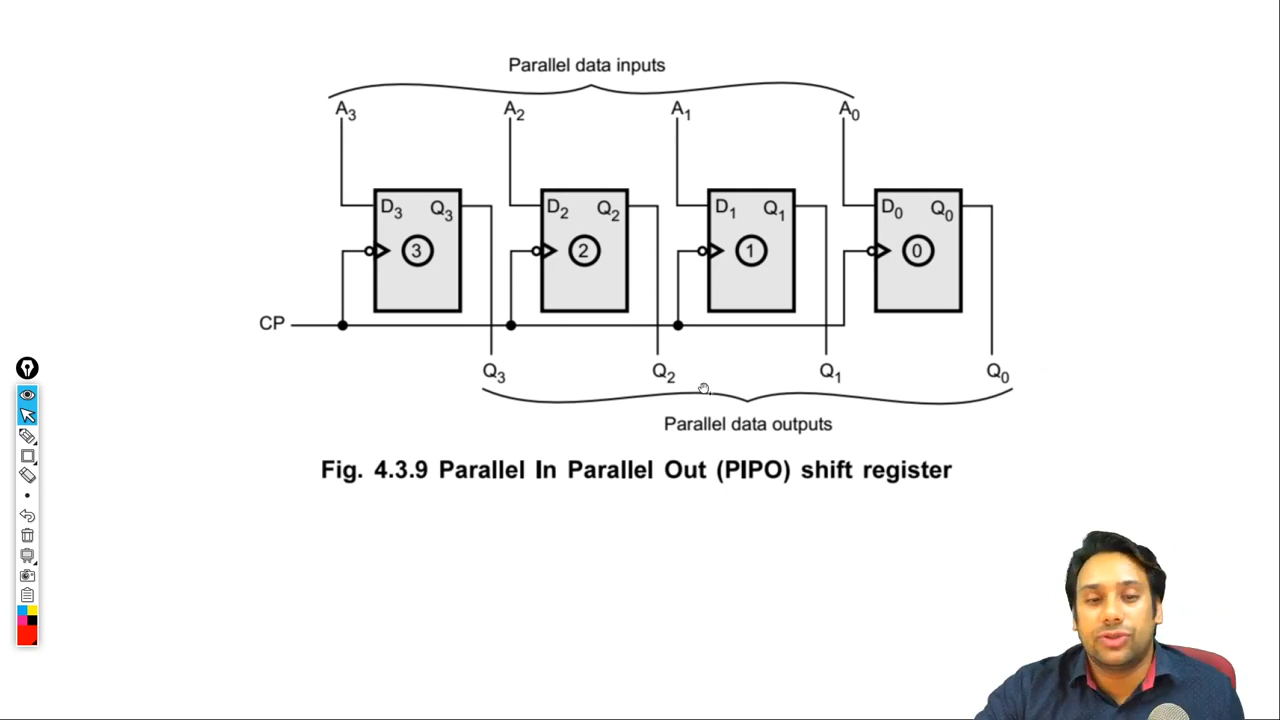 Parallel data inputs
A3 A2 A1 A0
D3 Q3 D2 Q2 D1 Q1 D0 Q0
3 2 1 0
CP
Q3 Q2 Q1 Q0
Parallel data outputs
Fig. 4.3.9 Parallel In Parallel Out (PIPO) shift register